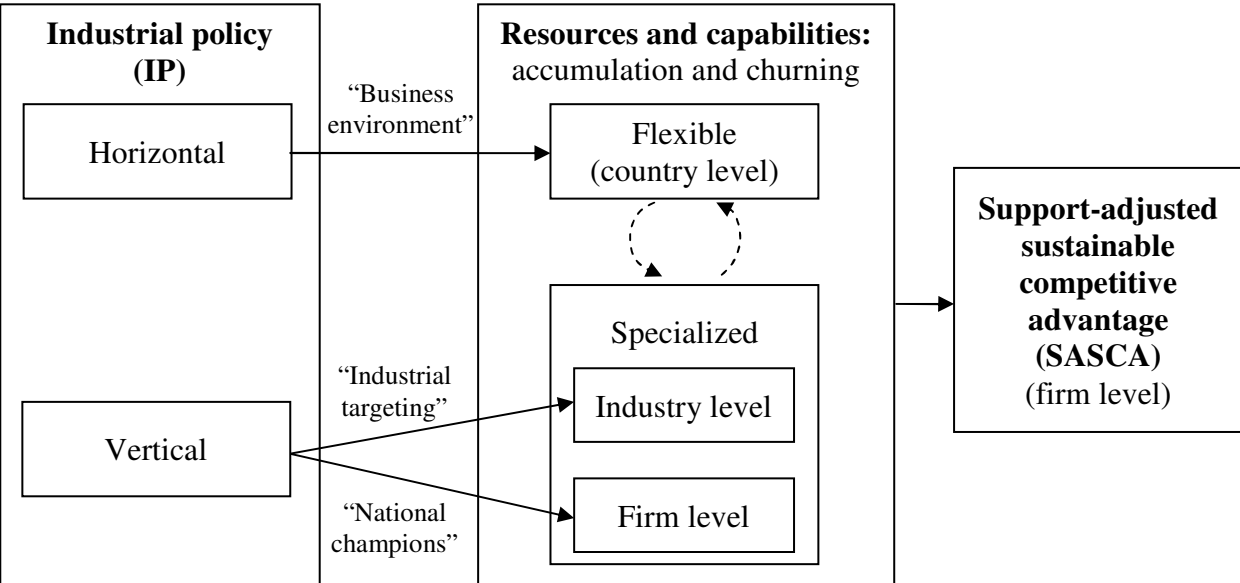 Industrial policy
(IP)
Horizontal
Vertical
“Business
environment”
“Industrial
targeting”
“National
champions”
Resources and capabilities:
accumulation and churning
Flexible
(country level)
Specialized
Industry level
Firm level
Support-adjusted
sustainable
competitive
advantage
(SASCA)
(firm level)